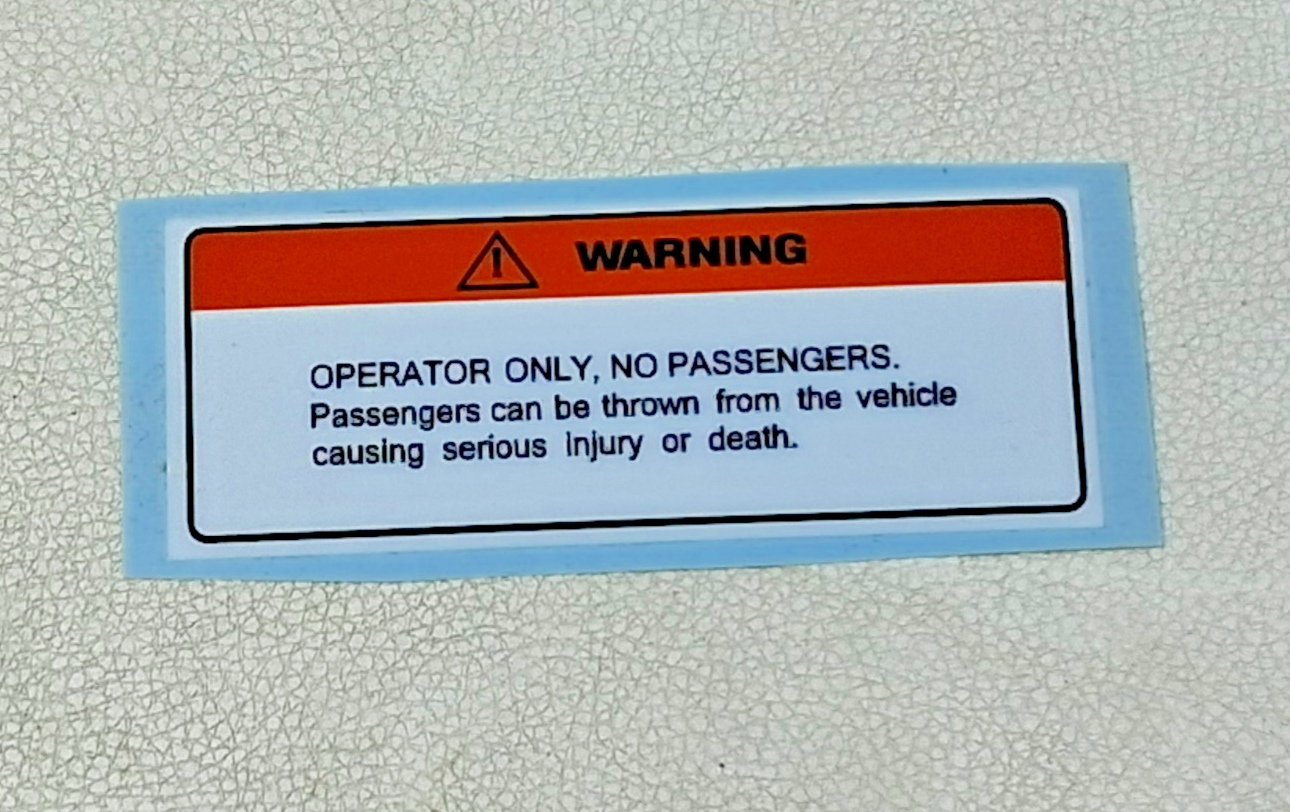 WARNING
OPERATOR ONLY, NO PASSENGERS.
Passengers can be thrown from the vehicle
causing serious injury or death.